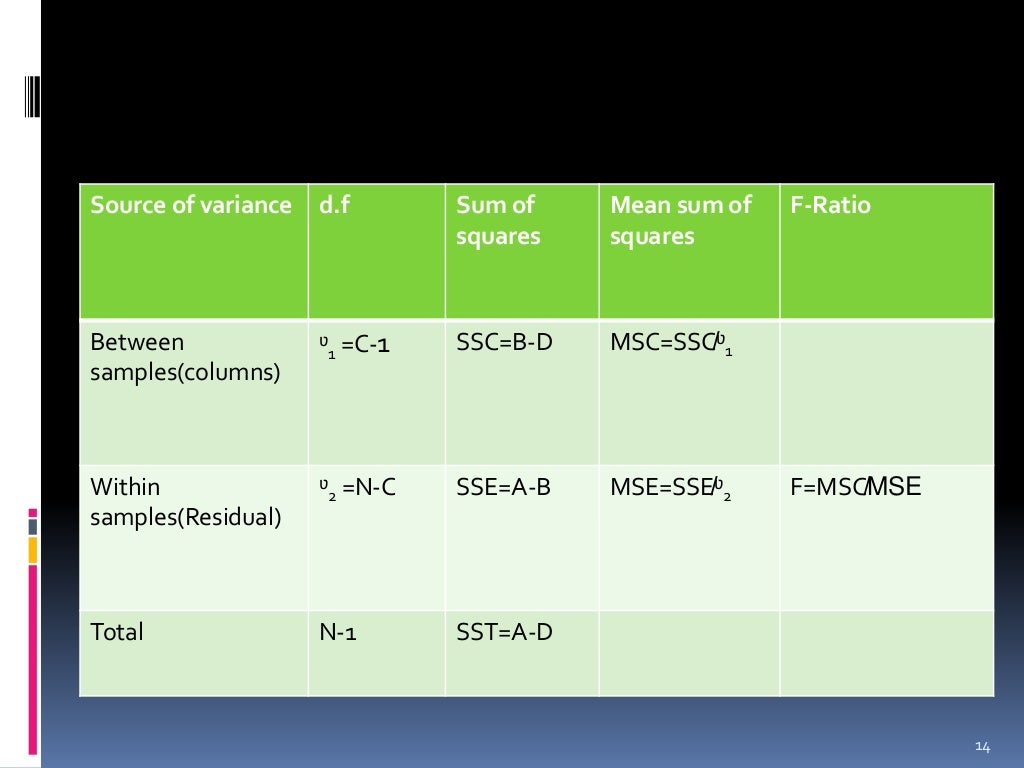 Source of variance d.f Sum of squares Mean sum of squares F-Ratio
Between samples(columns) υ1 =C-1 SSC=B-D MSC=SSC/υ1
Within samples(Residual) υ2 =N-C SSE=A-B MSE=SSE/υ2 F=MSC/MSE
Total N-1 SST=A-D
14